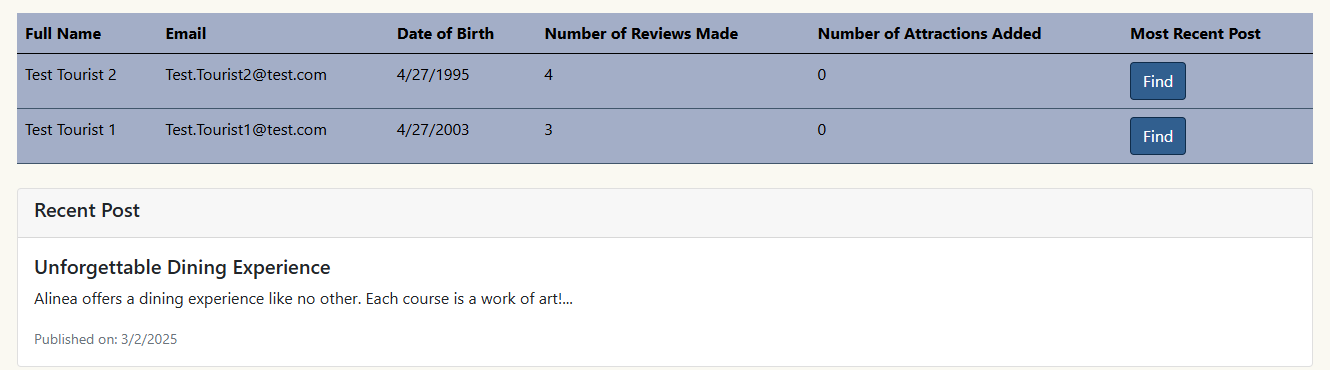 Full Name Email Date of Birth Number of Reviews Made Number of Attractions Added Most Recent Post
Test Tourist 2 Test.Tourist2@test.com 4/27/1995 4 0 Find
Test Tourist 1 Test.Tourist1@test.com 4/27/2003 3 0 Find
Recent Post
Unforgettable Dining Experience
Alinea offers a dining experience like no other. Each course is a work of art!...
Published on: 3/2/2025